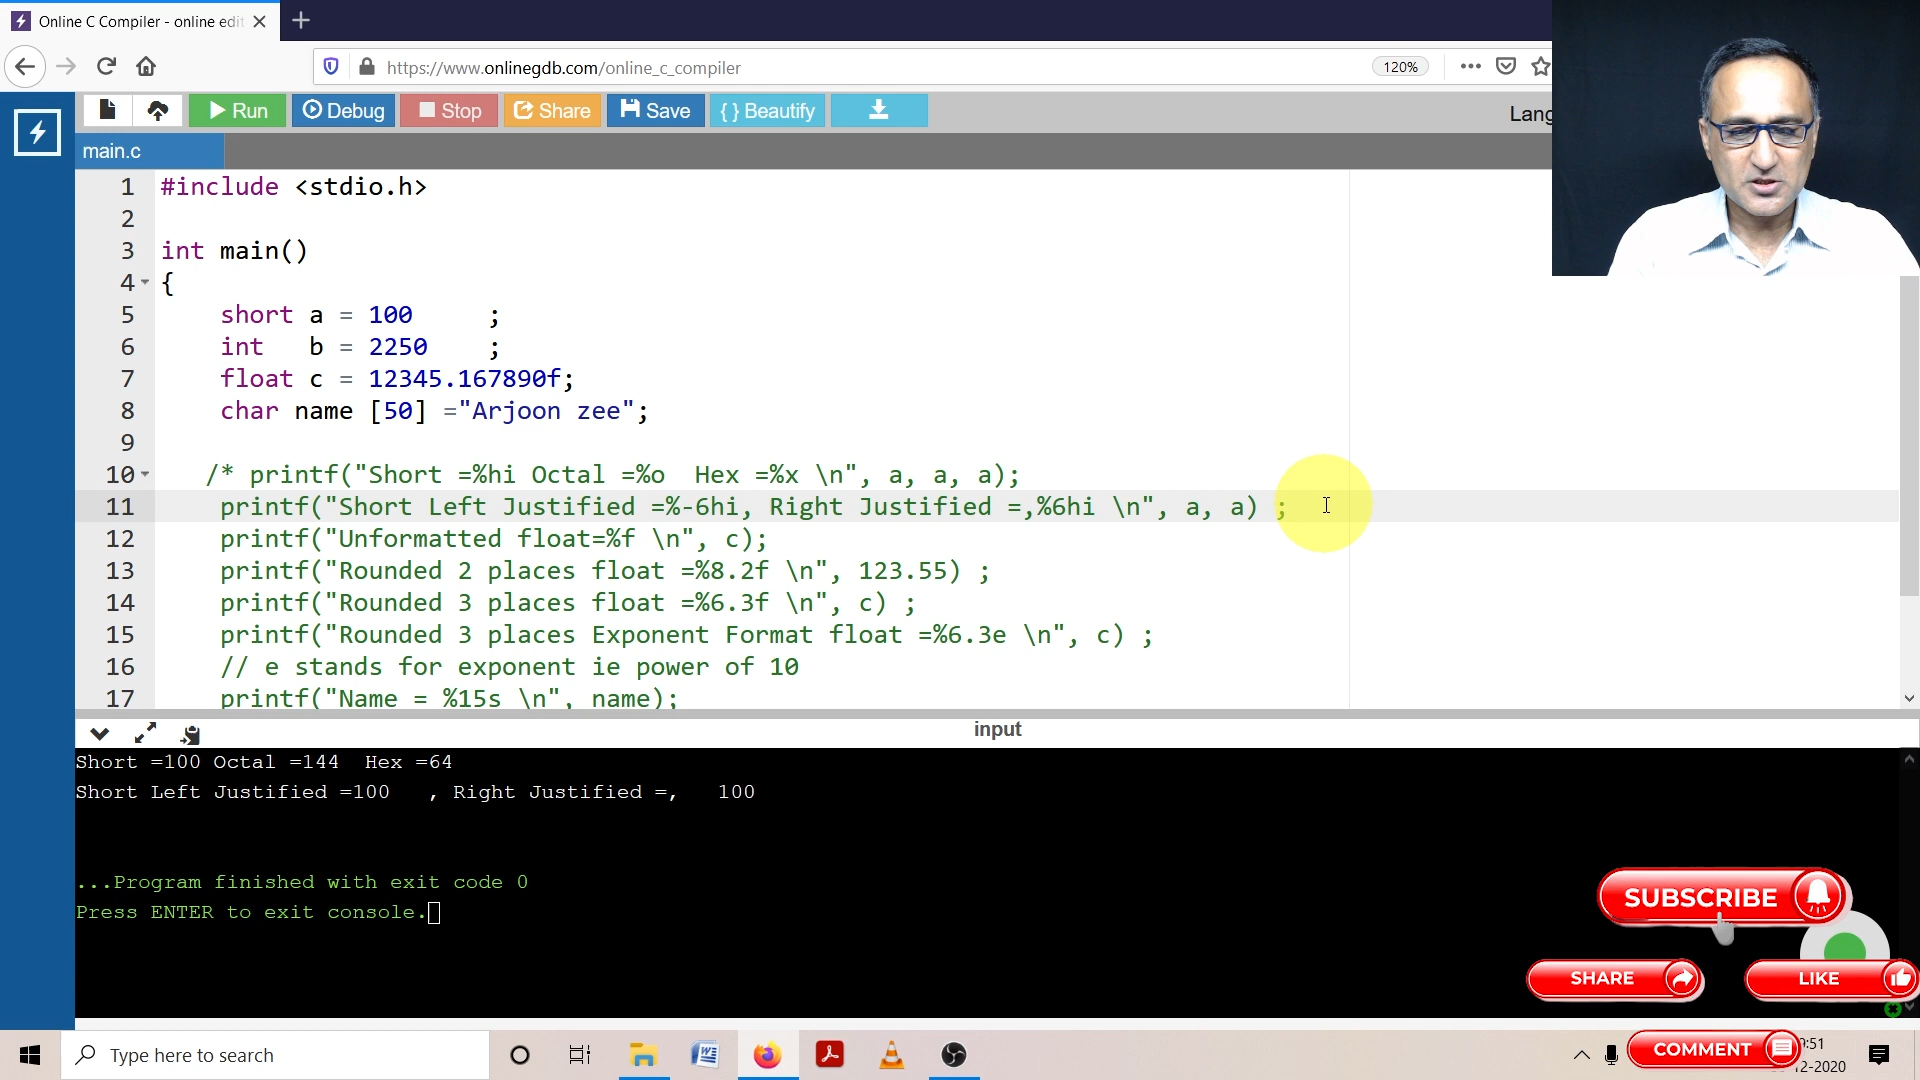 Online C Compiler - online edit
https://www.onlinegdb.com/online_c_compiler
120%
Run
Debug
Stop
Share
Save
{ } Beautify
Lang
main.c
1 #include <stdio.h>
2
3 int main()
4 {
5 short a = 100 ;
6 int b = 2250 ;
7 float c = 12345.167890f;
8 char name [50] ="Arjoon zee";
9
10 /* printf("Short =%hi Octal =%o Hex =%x \n", a, a, a);
11 printf("Short Left Justified =%-6hi, Right Justified =,%6hi \n", a, a) ;
12 printf("Unformatted float=%f \n", c);
13 printf("Rounded 2 places float =%8.2f \n", 123.55) ;
14 printf("Rounded 3 places float =%6.3f \n", c) ;
15 printf("Rounded 3 places Exponent Format float =%6.3e \n", c) ;
16 // e stands for exponent ie power of 10
17 printf("Name = %15s \n", name);
input
Short =100 Octal =144 Hex =64
Short Left Justified =100 , Right Justified =, 100
...Program finished with exit code 0
Press ENTER to exit console.
SUBSCRIBE
SHARE
LIKE
Type here to search
COMMENT
:51
12-2020